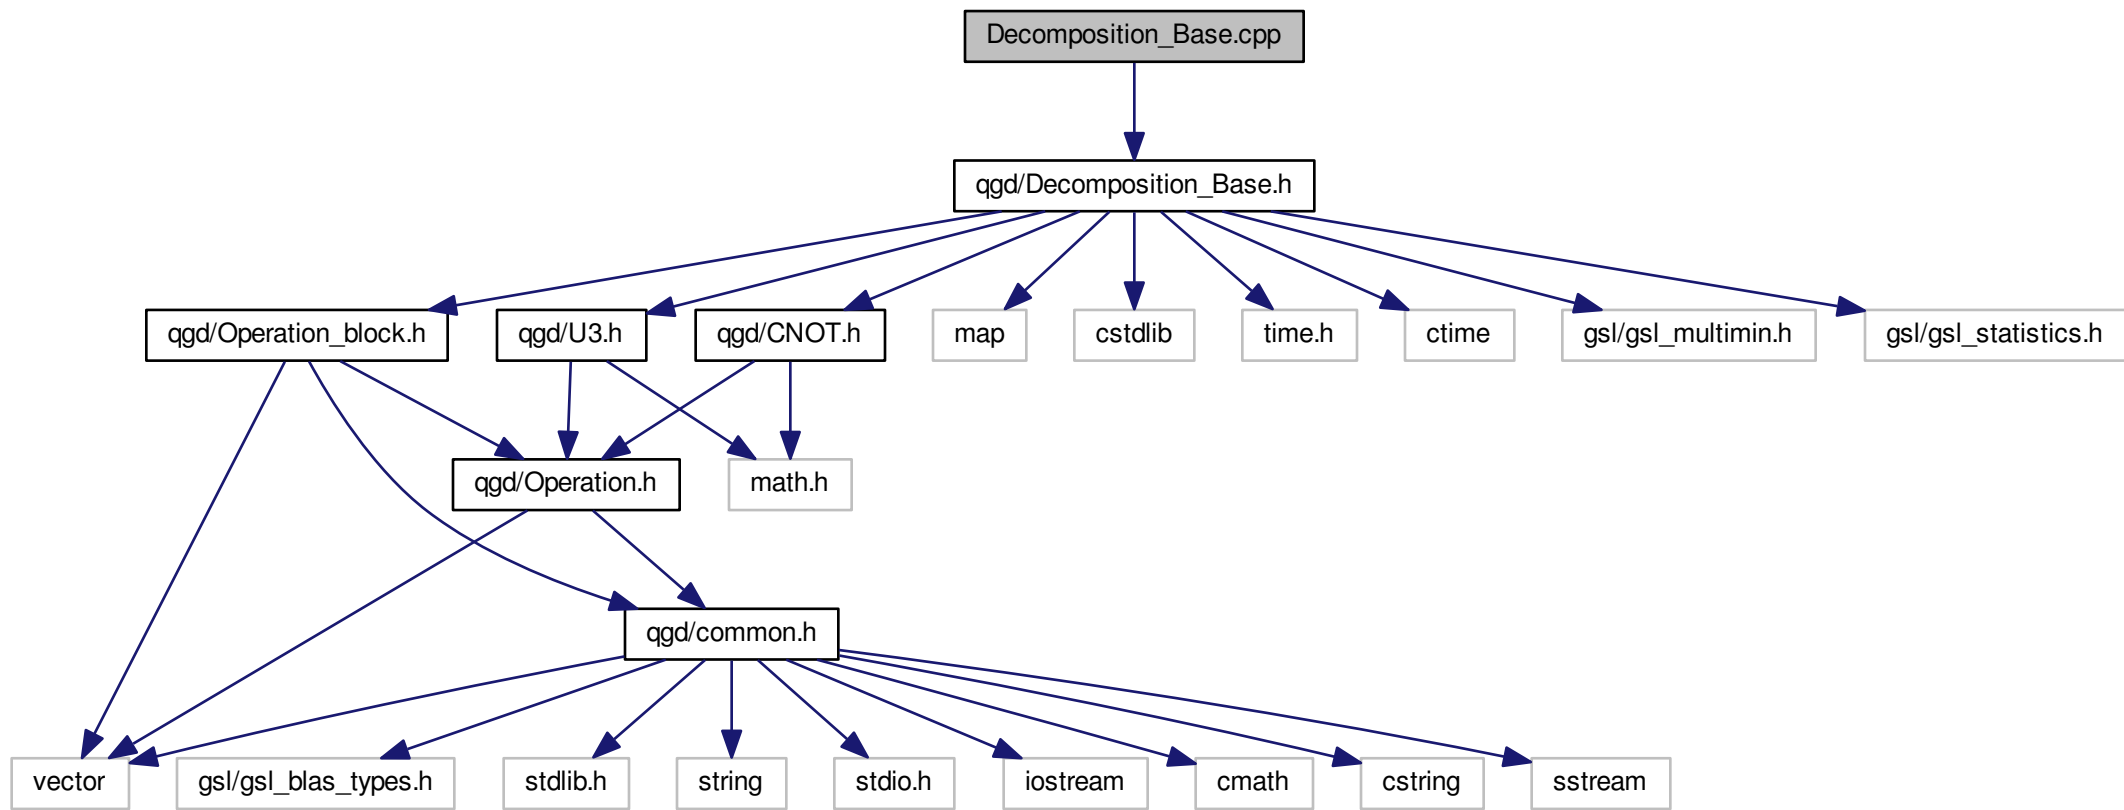 Decomposition_Base.cpp
qgd/Decomposition_Base.h
qgd/Operation_block.h
qgd/U3.h
qgd/CNOT.h
map
cstdlib
time.h
ctime
gsl/gsl_multimin.h
gsl/gsl_statistics.h
qgd/Operation.h
math.h
qgd/common.h
vector
gsl/gsl_blas_types.h
stdlib.h
string
stdio.h
iostream
cmath
cstring
sstream